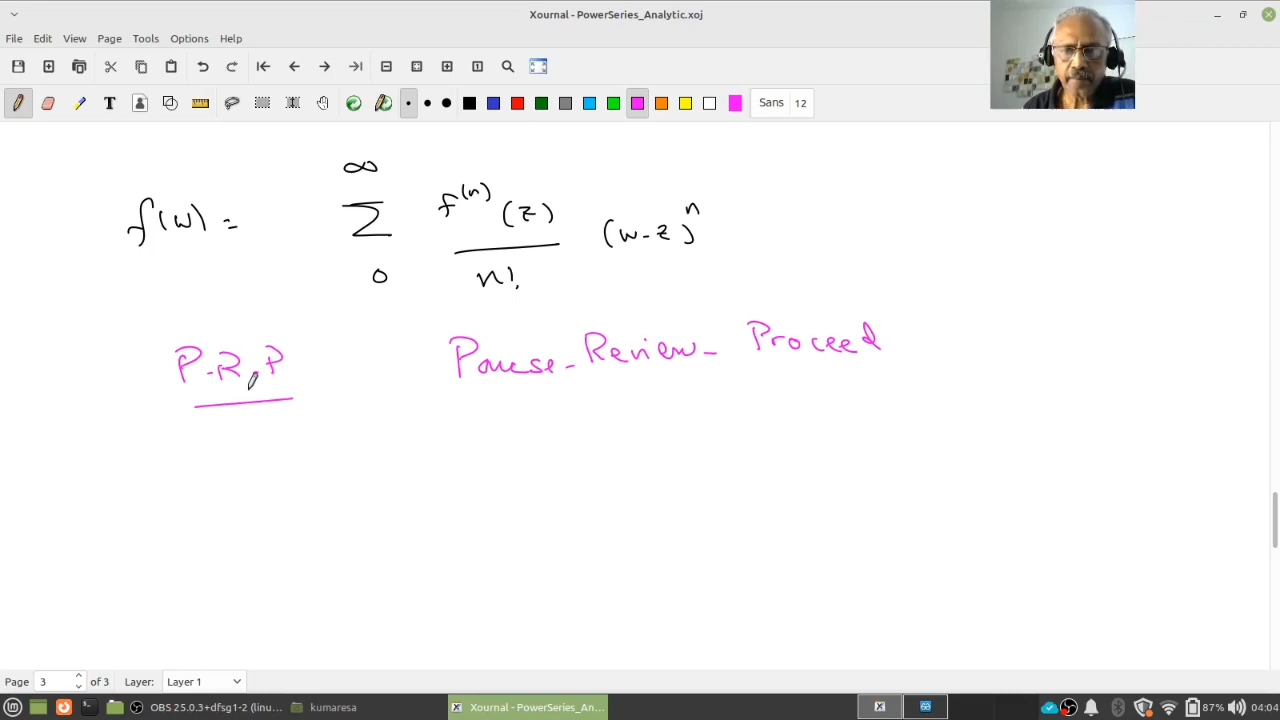 Xournal - PowerSeries_Analytic.xoj
File Edit View Page Tools Options Help
Sans 12
f(w) = ∞ ∑ 0 f^(n) (z) / n! (w-z)^n
P-R-P Pause-Review-Proceed
Page 3 of 3 Layer: Layer 1
OBS 25.0.3+dfsg1-2 (linu... kumaresa Xournal - PowerSeries_An... 87% 04:04